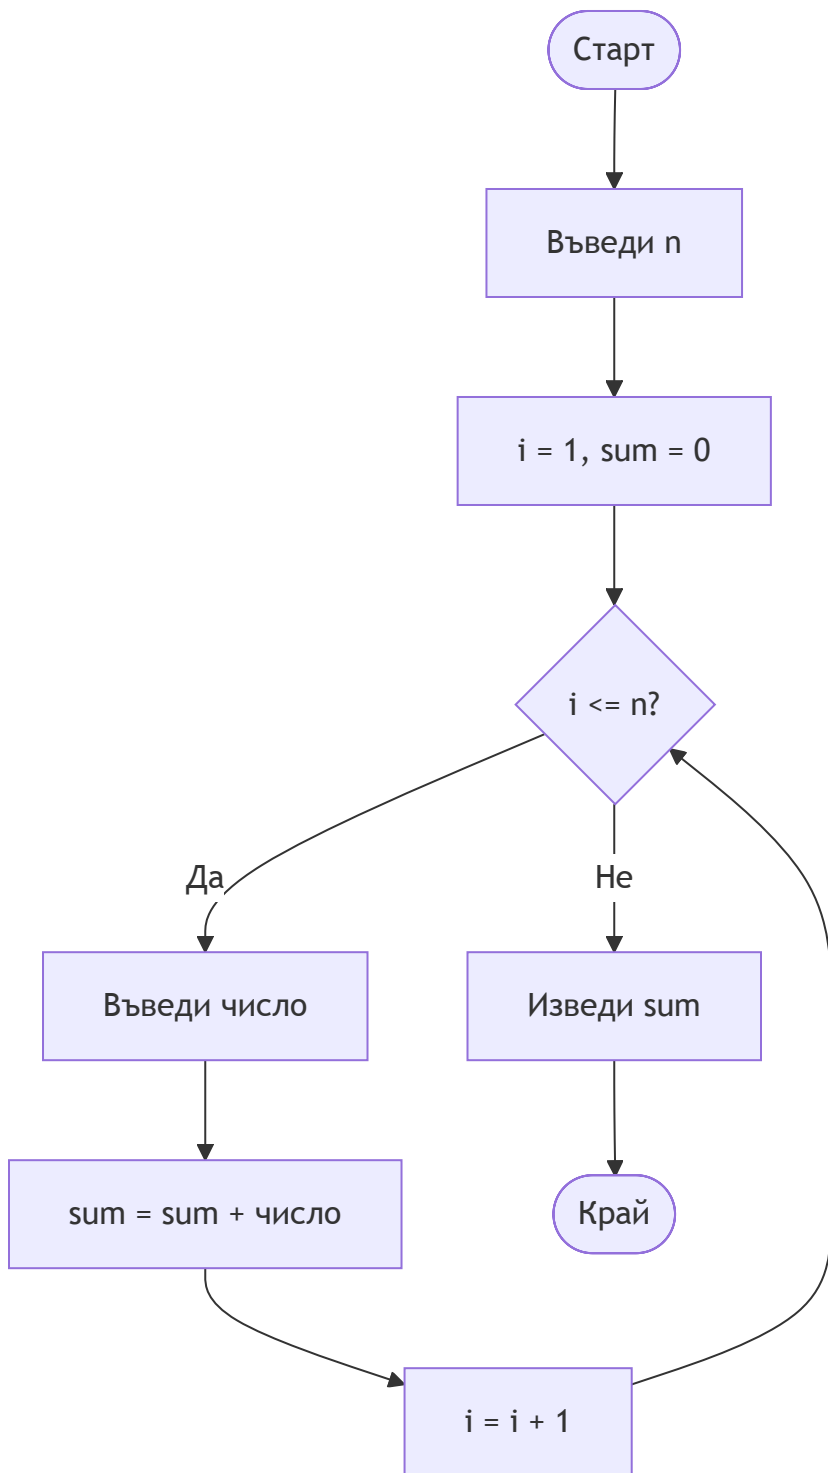 Старт
Въведи n
i = 1, sum = 0
i <= n?
Да
Не
Въведи число
Изведи sum
sum = sum + число
Край
i = i + 1